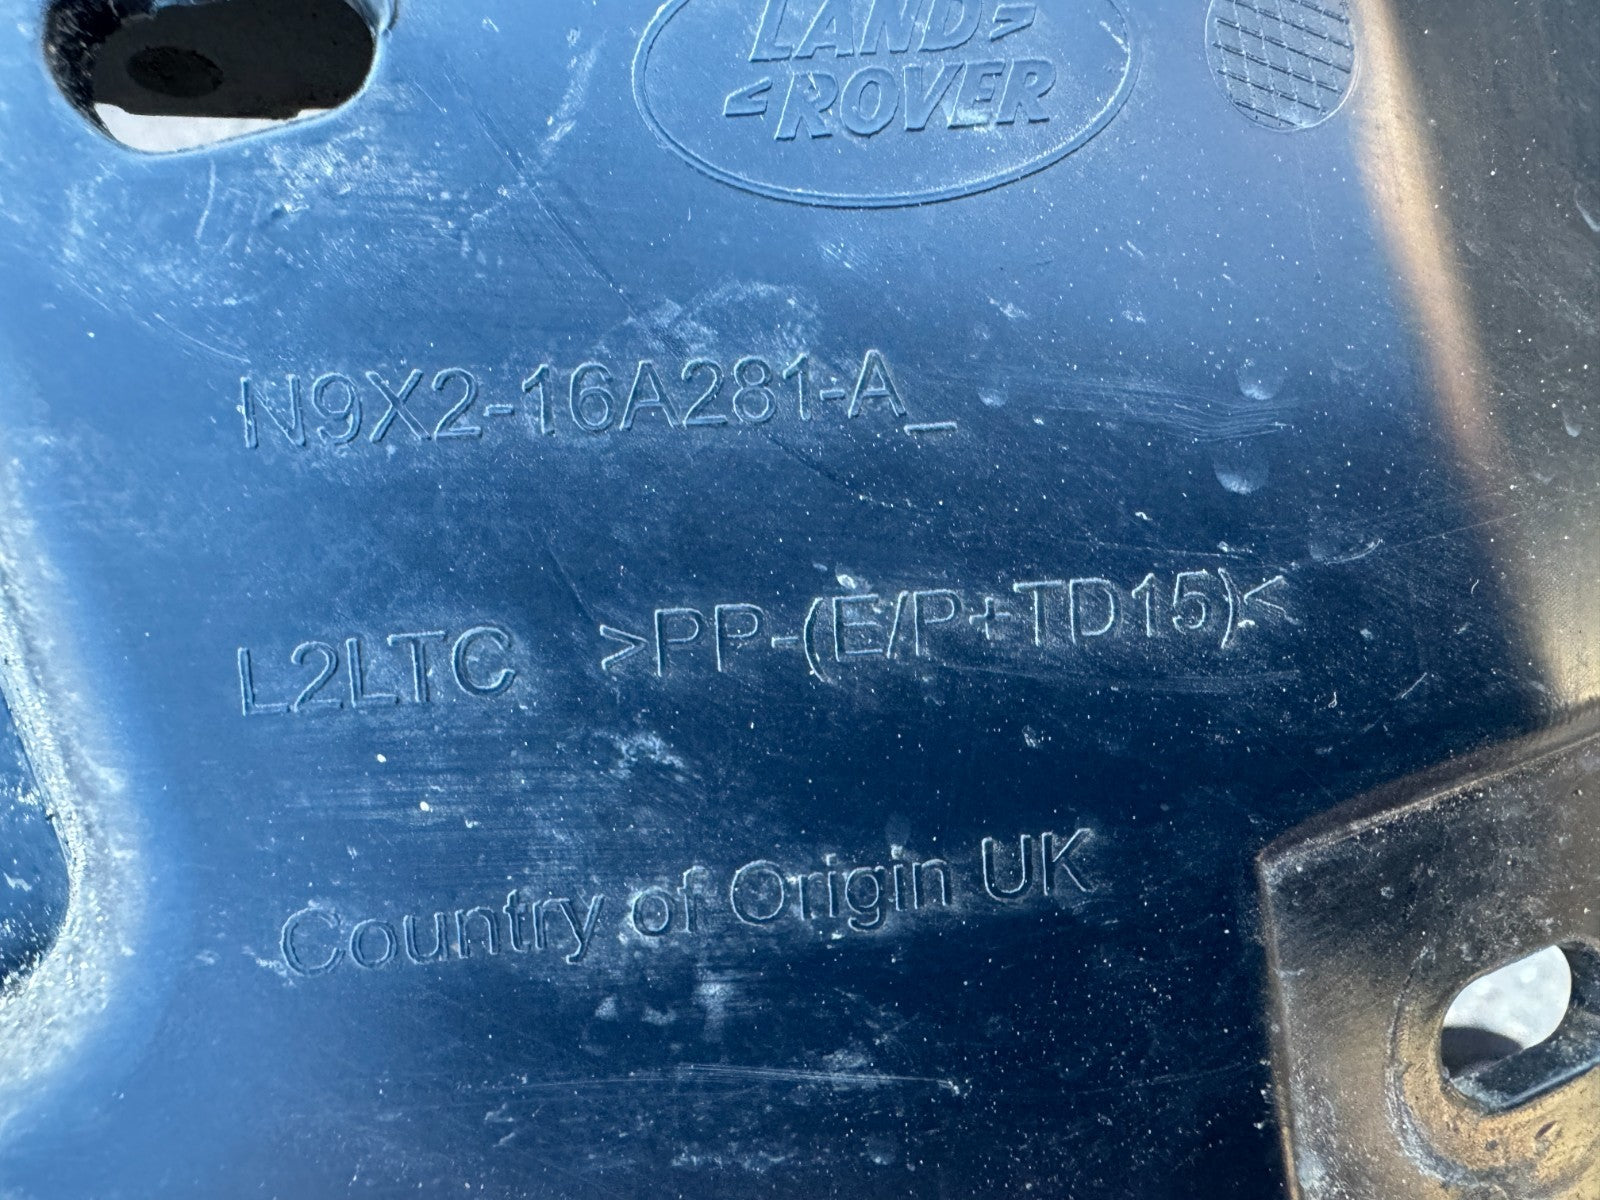 LAND>
<ROVER
N9X2-16A281-A_
L2LTC >PP-(E/P+TD15)<
Country of Origin UK